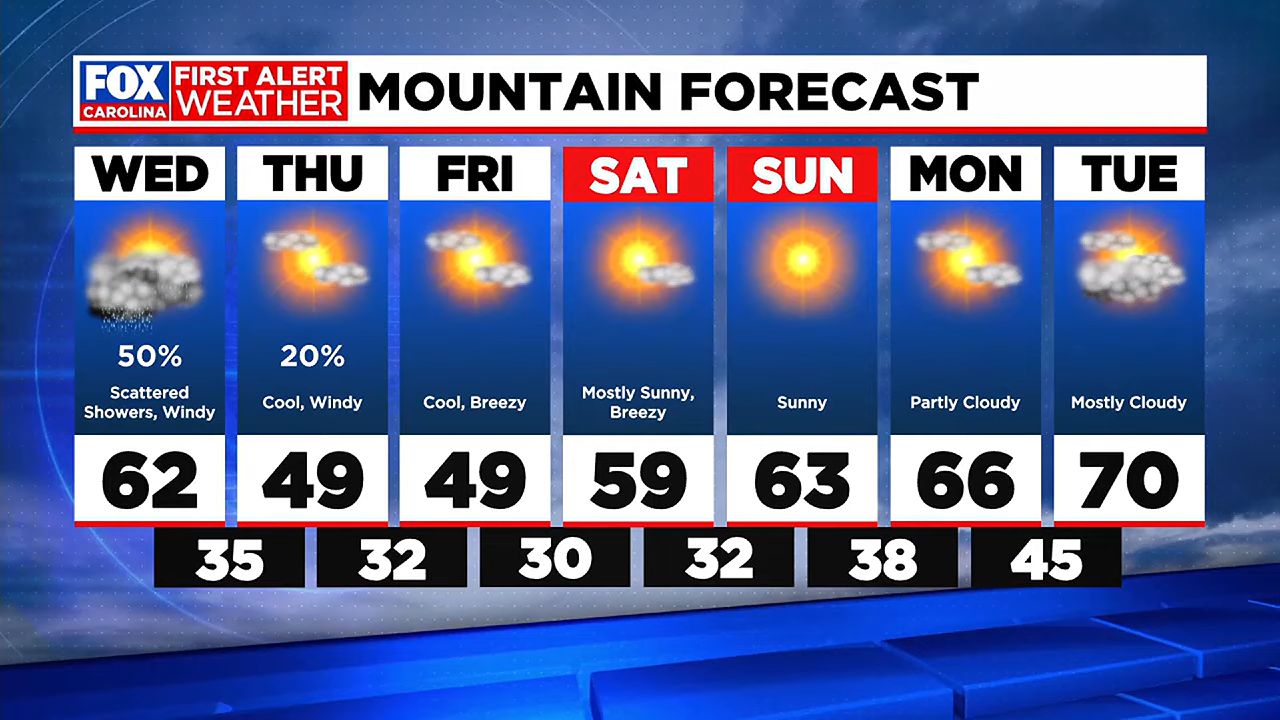 FOX
CAROLINA
FIRST ALERT
WEATHER
MOUNTAIN FORECAST
WED
THU
FRI
SAT
SUN
MON
TUE
50%
20%
Scattered
Showers, Windy
Cool, Windy
Cool, Breezy
Mostly Sunny,
Breezy
Sunny
Partly Cloudy
Mostly Cloudy
62
49
49
59
63
66
70
35
32
30
32
38
45